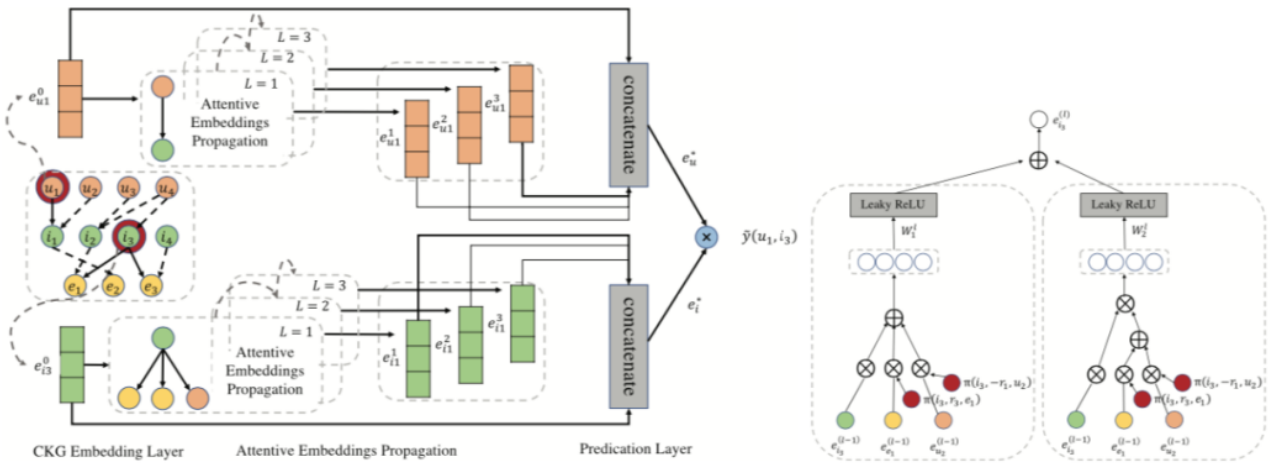 L = 3
L = 2
L = 1
Attentive
Embeddings
Propagation
e_{u1}^0
e_{u1}^1
e_{u1}^2
e_{u1}^3
concatenate
e_u^*
u_1 u_2 u_3 u_4
i_1 i_2 i_3 i_4
e_1 e_2 e_3
ỹ(u_1, i_3)
L = 3
L = 2
L = 1
Attentive
Embeddings
Propagation
e_{i3}^0
e_{i1}^1
e_{i1}^2
e_{i1}^3
concatenate
e_i^*
CKG Embedding Layer
Attentive Embeddings Propagation
Predication Layer
e_{i_3}^{(l)}
Leaky ReLU
W_1^l
π(i_3, −r_1, u_2)
π(i_3, r_3, e_1)
e_{i_3}^{(l−1)} e_{e_1}^{(l−1)} e_{u_2}^{(l−1)}
Leaky ReLU
W_2^l
π(i_3, −r_1, u_2)
π(i_3, r_3, e_1)
e_{i_3}^{(l−1)} e_{e_1}^{(l−1)} e_{u_2}^{(l−1)}